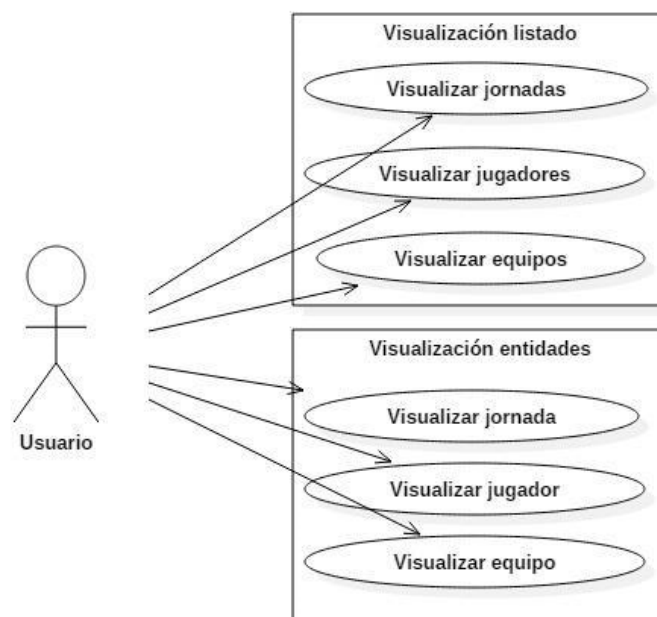 Visualización listado
Visualizar jornadas
Visualizar jugadores
Visualizar equipos
Visualización entidades
Visualizar jornada
Usuario
Visualizar jugador
Visualizar equipo